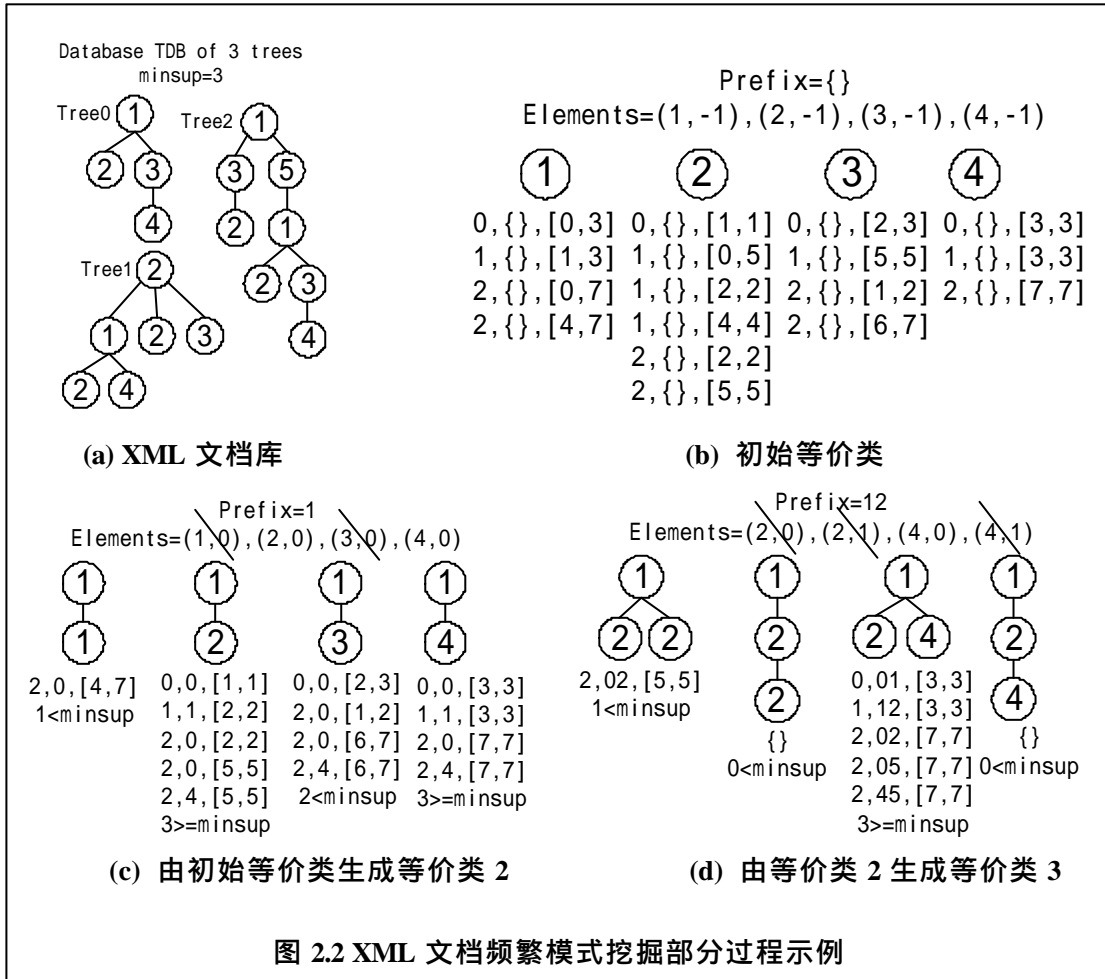 Database TDB of 3 trees
minsup=3
Tree0 1 Tree2 1
2 3 3 5
4 2 1
Tree1 2 2 3
1 2 3 4
2 4
(a) XML 文档库
Prefix={}
Elements=(1,-1),(2,-1),(3,-1),(4,-1)
1 2 3 4
0,{},[0,3] 0,{},[1,1] 0,{},[2,3] 0,{},[3,3]
1,{},[1,3] 1,{},[0,5] 1,{},[5,5] 1,{},[3,3]
2,{},[0,7] 1,{},[2,2] 2,{},[1,2] 2,{},[7,7]
2,{},[4,7] 1,{},[4,4] 2,{},[6,7]
2,{},[2,2]
2,{},[5,5]
(b) 初始等价类
Prefix=1
Elements=(1,0),(2,0),(3,0),(4,0)
1 1 1 1
1 2 3 4
2,0,[4,7] 0,0,[1,1] 0,0,[2,3] 0,0,[3,3]
1<minsup 1,1,[2,2] 2,0,[1,2] 1,1,[3,3]
2,0,[2,2] 2,0,[6,7] 2,0,[7,7]
2,0,[5,5] 2,4,[6,7] 2,4,[7,7]
2,4,[5,5] 2<minsup 3>=minsup
3>=minsup
(c) 由初始等价类生成等价类 2
Prefix=12
Elements=(2,0),(2,1),(4,0),(4,1)
1 1 1 1
2 2 2 2 4 2
2 4
2,02,[5,5] {} 0,01,[3,3] {}
1<minsup 0<minsup 1,12,[3,3] 0<minsup
2,02,[7,7]
2,05,[7,7]
2,45,[7,7]
3>=minsup
(d) 由等价类 2 生成等价类 3
图 2.2 XML 文档频繁模式挖掘部分过程示例